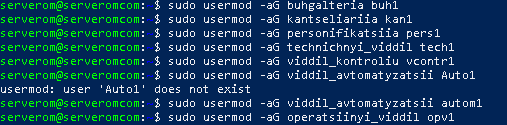 serverom@serveromcom:~$ sudo usermod -aG buhgalteria buh1
serverom@serveromcom:~$ sudo usermod -aG kantseliariia kan1
serverom@serveromcom:~$ sudo usermod -aG personifikatsiia pers1
serverom@serveromcom:~$ sudo usermod -aG technichnyi_viddil tech1
serverom@serveromcom:~$ sudo usermod -aG viddil_kontroliu vcontr1
serverom@serveromcom:~$ sudo usermod -aG viddil_avtomatyzatsii Auto1
usermod: user 'Auto1' does not exist
serverom@serveromcom:~$ sudo usermod -aG viddil_avtomatyzatsii autom1
serverom@serveromcom:~$ sudo usermod -aG operatsiinyi_viddil opv1